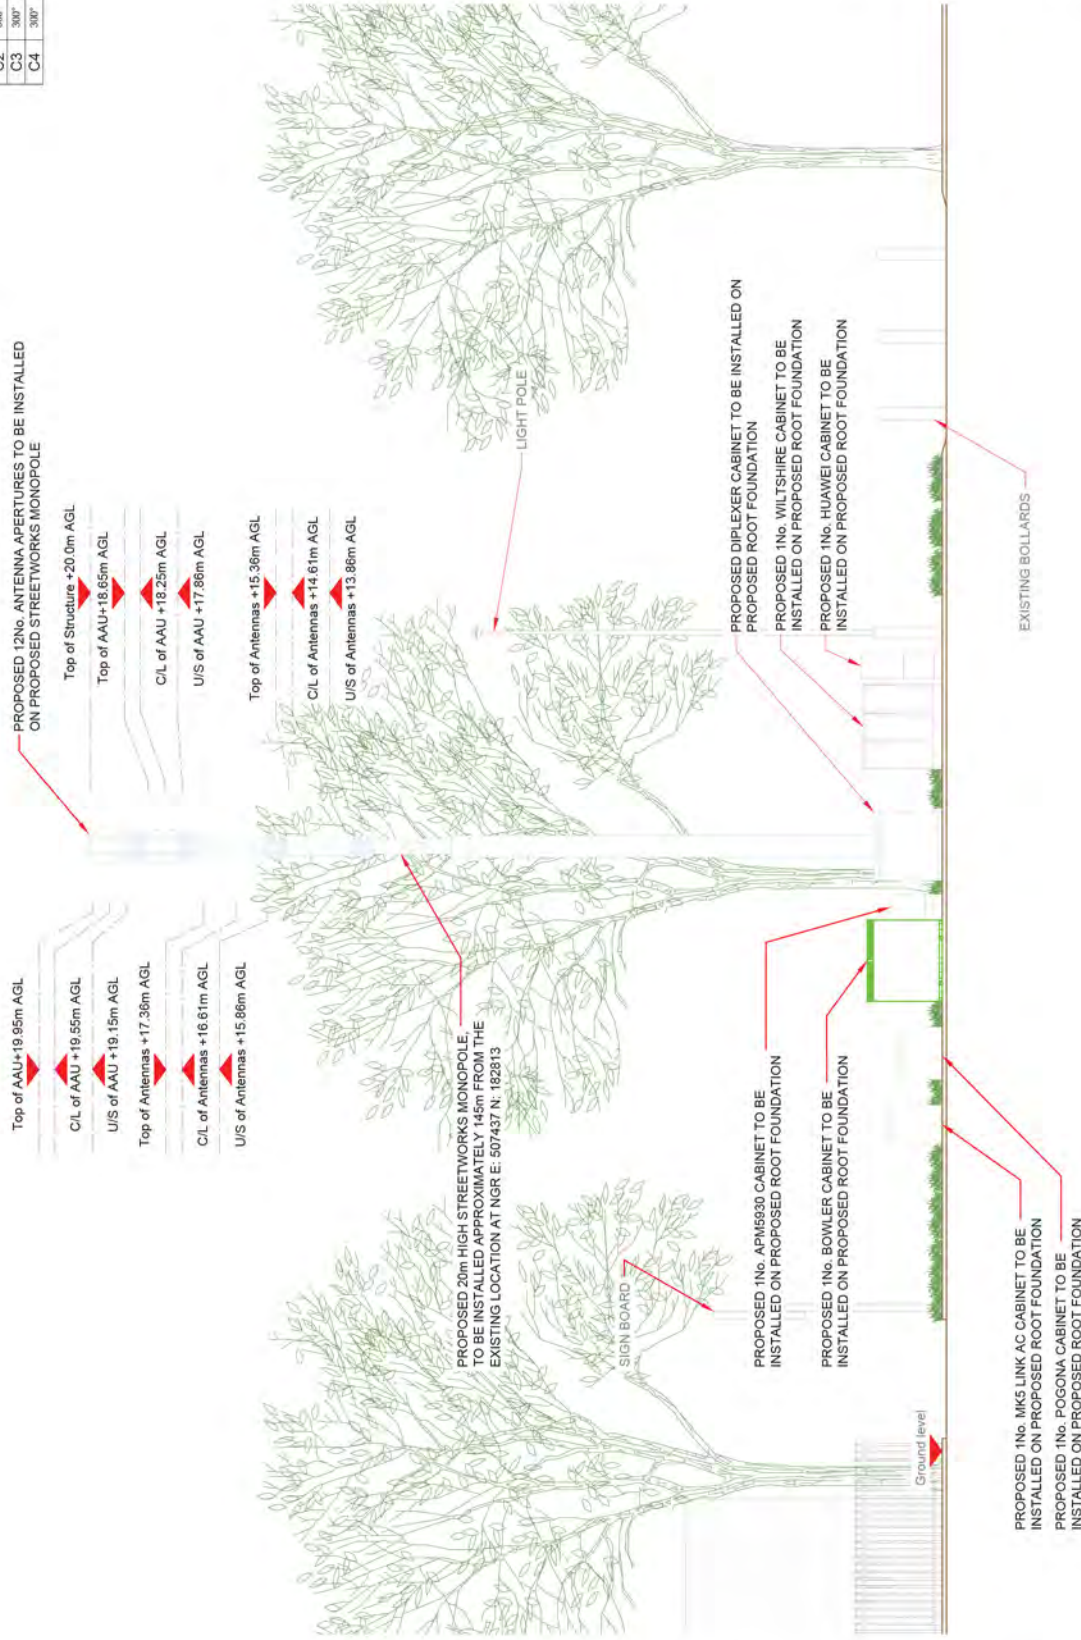 C3 300°
C4 300°
PROPOSED 12No. ANTENNA APERTURES TO BE INSTALLED
ON PROPOSED STREETWORKS MONOPOLE
Top of Structure +20.0m AGL
Top of AAU+18.65m AGL
C/L of AAU +18.25m AGL
U/S of AAU +17.86m AGL
Top of Antennas +15.36m AGL
C/L of Antennas +14.61m AGL
U/S of Antennas +13.86m AGL
Top of AAU+19.95m AGL
C/L of AAU +19.55m AGL
U/S of AAU +19.15m AGL
Top of Antennas +17.36m AGL
C/L of Antennas +16.61m AGL
U/S of Antennas +15.86m AGL
LIGHT POLE
PROPOSED 20m HIGH STREETWORKS MONOPOLE,
TO BE INSTALLED APPROXIMATELY 145m FROM THE
EXISTING LOCATION AT NGR E: 507437 N: 182813
SIGN BOARD
PROPOSED DIPLEXER CABINET TO BE INSTALLED ON
PROPOSED ROOT FOUNDATION
PROPOSED 1No. WILTSHIRE CABINET TO BE
INSTALLED ON PROPOSED ROOT FOUNDATION
PROPOSED 1No. HUAWEI CABINET TO BE
INSTALLED ON PROPOSED ROOT FOUNDATION
PROPOSED 1No. APM5930 CABINET TO BE
INSTALLED ON PROPOSED ROOT FOUNDATION
PROPOSED 1No. BOWLER CABINET TO BE
INSTALLED ON PROPOSED ROOT FOUNDATION
Ground level
EXISTING BOLLARDS
PROPOSED 1No. MK5 LINK AC CABINET TO BE
INSTALLED ON PROPOSED ROOT FOUNDATION
PROPOSED 1No. POGONA CABINET TO BE
INSTALLED ON PROPOSED ROOT FOUNDATION